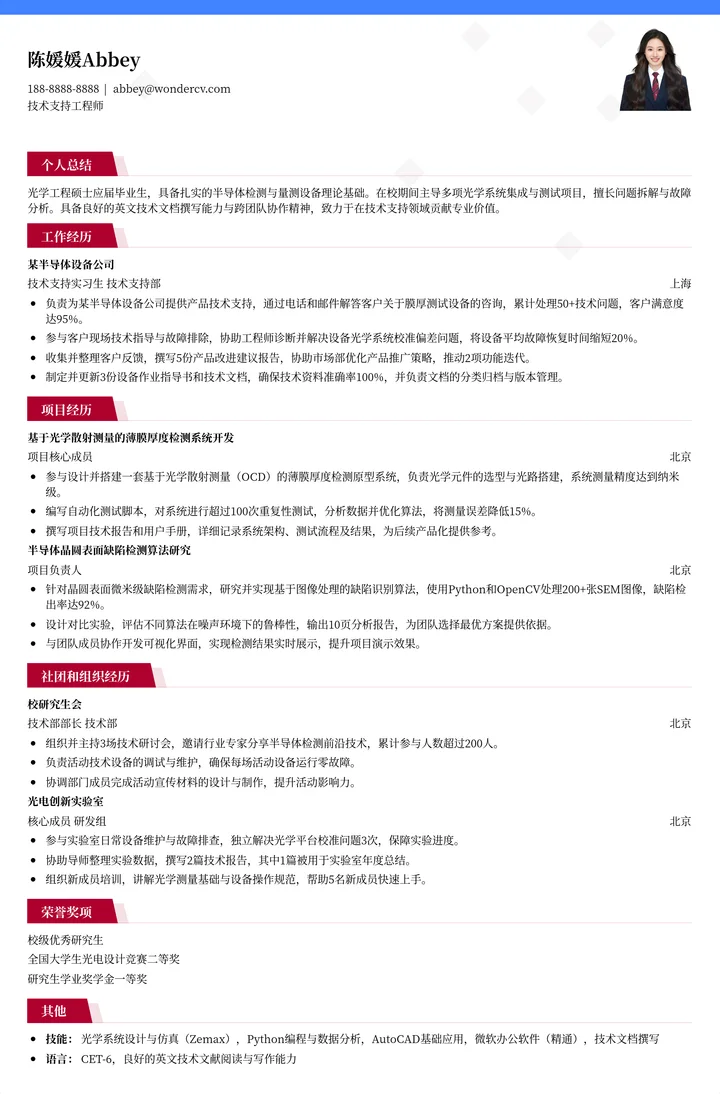 陈媛媛Abbey
188-8888-8888 | abbey@wondercv.com
技术支持工程师
个人总结
光学工程硕士应届毕业生，具备扎实的半导体检测与量测设备理论基础。在校期间主导多项光学系统集成与测试项目，擅长问题拆解与故障
分析。具备良好的英文技术文档撰写能力与跨团队协作精神，致力于在技术支持领域贡献专业价值。
工作经历
某半导体设备公司
技术支持实习生 技术支持部 上海
• 负责为某半导体设备公司提供产品技术支持，通过电话和邮件解答客户关于膜厚测试设备的咨询，累计处理50+技术问题，客户满意度
达95%。
• 参与客户现场技术指导与故障排除，协助工程师诊断并解决设备光学系统校准偏差问题，将设备平均故障恢复时间缩短20%。
• 收集并整理客户反馈，撰写5份产品改进建议报告，协助市场部优化产品推广策略，推动2项功能迭代。
• 制定并更新3份设备作业指导书和技术文档，确保技术资料准确率100%，并负责文档的分类归档与版本管理。
项目经历
基于光学散射测量的薄膜厚度检测系统开发
项目核心成员 北京
• 参与设计并搭建一套基于光学散射测量（OCD）的薄膜厚度检测原型系统，负责光学元件的选型与光路搭建，系统测量精度达到纳米
级。
• 编写自动化测试脚本，对系统进行超过100次重复性测试，分析数据并优化算法，将测量误差降低15%。
• 撰写项目技术报告和用户手册，详细记录系统架构、测试流程及结果，为后续产品化提供参考。
半导体晶圆表面缺陷检测算法研究
项目负责人 北京
• 针对晶圆表面微米级缺陷检测需求，研究并实现基于图像处理的缺陷识别算法，使用Python和OpenCV处理200+张SEM图像，缺陷检
出率达92%。
• 设计对比实验，评估不同算法在噪声环境下的鲁棒性，输出10页分析报告，为团队选择最优方案提供依据。
• 与团队成员协作开发可视化界面，实现检测结果实时展示，提升项目演示效果。
社团和组织经历
校研究生会
技术部部长 技术部 北京
• 组织并主持3场技术研讨会，邀请行业专家分享半导体检测前沿技术，累计参与人数超过200人。
• 负责活动技术设备的调试与维护，确保每场活动设备运行零故障。
• 协调部门成员完成活动宣传材料的设计与制作，提升活动影响力。
光电创新实验室
核心成员 研发组 北京
• 参与实验室日常设备维护与故障排查，独立解决光学平台校准问题3次，保障实验进度。
• 协助导师整理实验数据，撰写2篇技术报告，其中1篇被用于实验室年度总结。
• 组织新成员培训，讲解光学测量基础与设备操作规范，帮助5名新成员快速上手。
荣誉奖项
校级优秀研究生
全国大学生光电设计竞赛二等奖
研究生学业奖学金一等奖
其他
• 技能： 光学系统设计与仿真（Zemax），Python编程与数据分析，AutoCAD基础应用，微软办公软件（精通），技术文档撰写
• 语言： CET-6，良好的英文技术文献阅读与写作能力